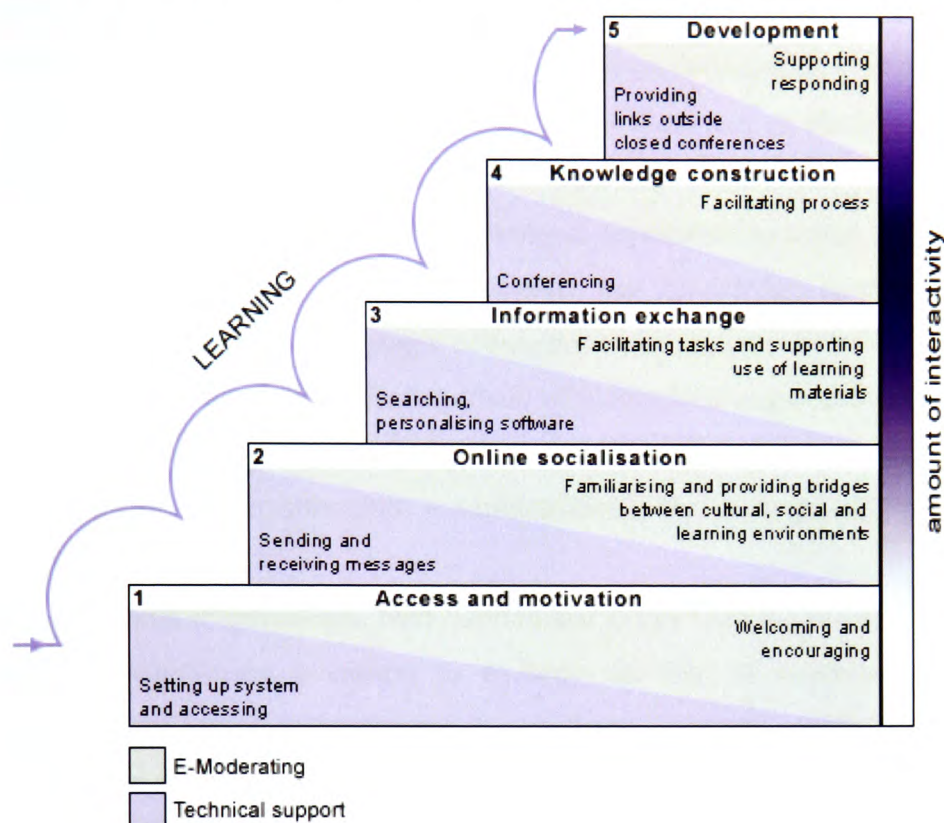 5 Development
Supporting
responding
Providing
links outside
closed conferences
4 Knowledge construction
Facilitating process
Conferencing
3 Information exchange
Facilitating tasks and supporting
use of learning
materials
Searching,
personalising software
2 Online socialisation
Familiarising and providing bridges
between cultural, social and
learning environments
Sending and
receiving messages
1 Access and motivation
Welcoming and
encouraging
Setting up system
and accessing
LEARNING
amount of interactivity
E-Moderating
Technical support